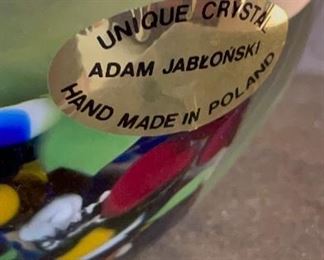 UNIQUE CRYSTAL
ADAM JABŁOŃSKI
HAND MADE IN POLAND